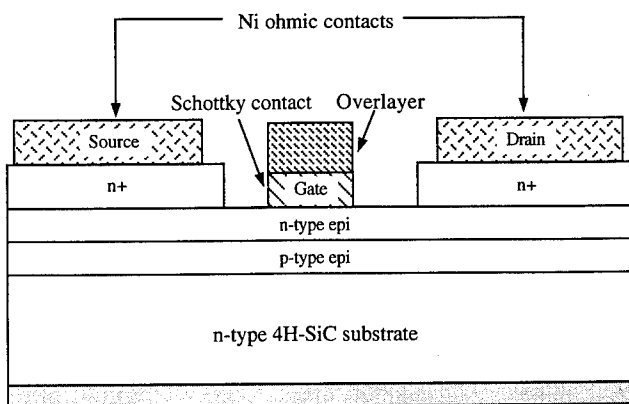 Ni ohmic contacts
Schottky contact
Overlayer
Source
Drain
n+
Gate
n+
n-type epi
p-type epi
n-type 4H-SiC substrate